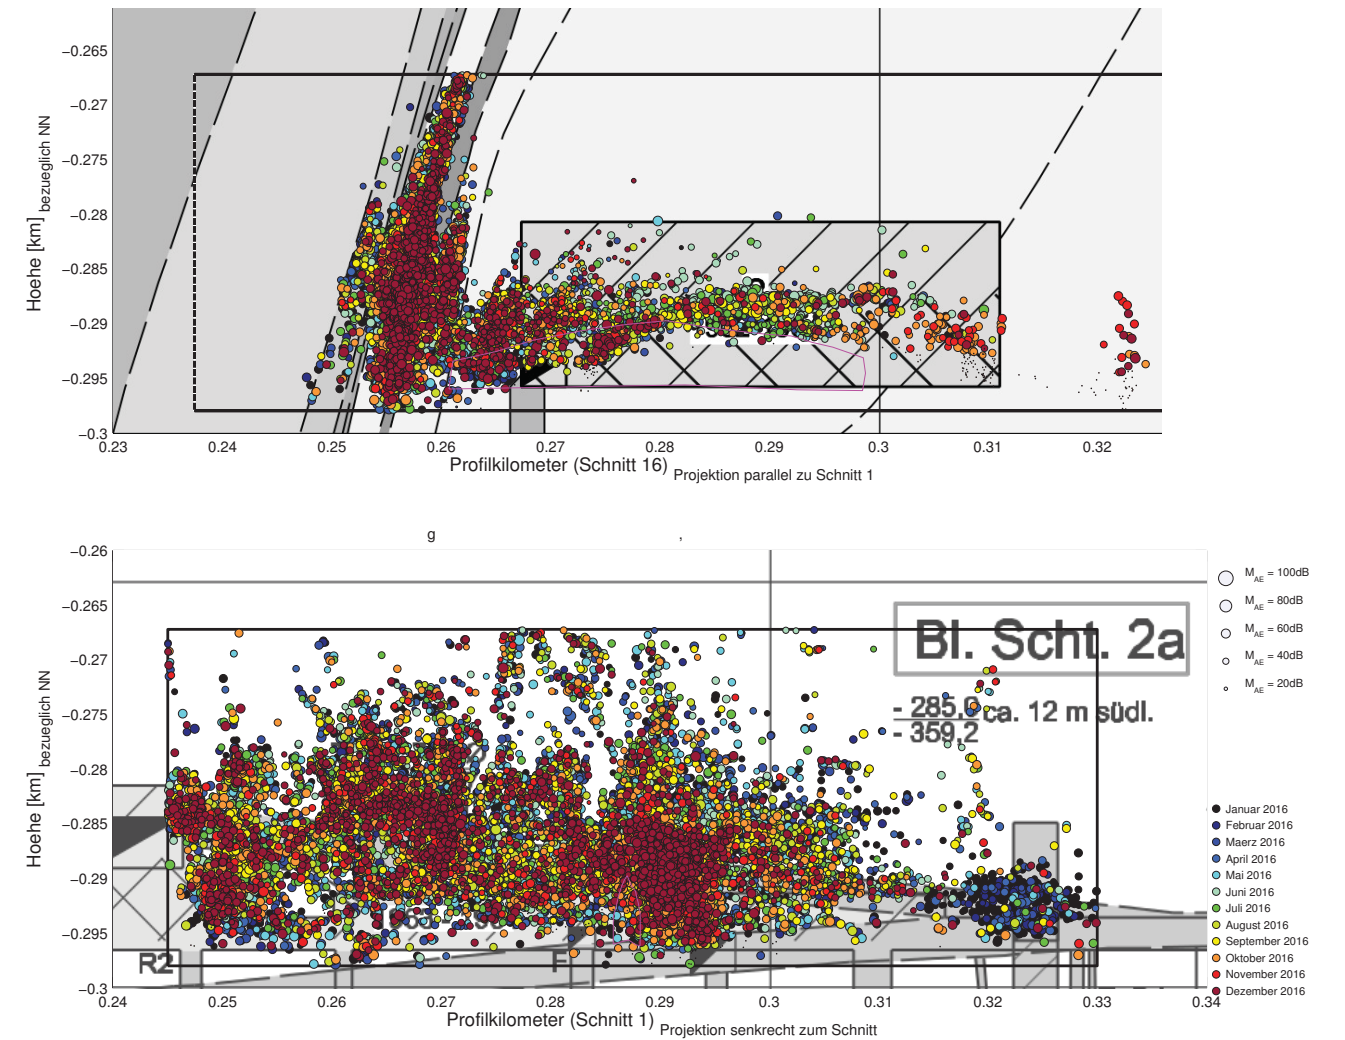 −0.265
−0.27
−0.275
−0.28
−0.285
−0.29
−0.295
−0.3
Hoehe [km] bezueglich NN
0.23 0.24 0.25 0.26 0.27 0.28 0.29 0.3 0.31 0.32
Profilkilometer (Schnitt 16) Projektion parallel zu Schnitt 1
g ,
−0.26
−0.265
−0.27
−0.275
−0.28
−0.285
−0.29
−0.295
−0.3
Hoehe [km] bezueglich NN
Bl. Scht. 2a
- 285,0 ca. 12 m südl.
- 359,2
R2
F
0.24 0.25 0.26 0.27 0.28 0.29 0.3 0.31 0.32 0.33 0.34
Profilkilometer (Schnitt 1) Projektion senkrecht zum Schnitt
M AE = 100dB
M AE = 80dB
M AE = 60dB
M AE = 40dB
M AE = 20dB
Januar 2016
Februar 2016
Maerz 2016
April 2016
Mai 2016
Juni 2016
Juli 2016
August 2016
September 2016
Oktober 2016
November 2016
Dezember 2016